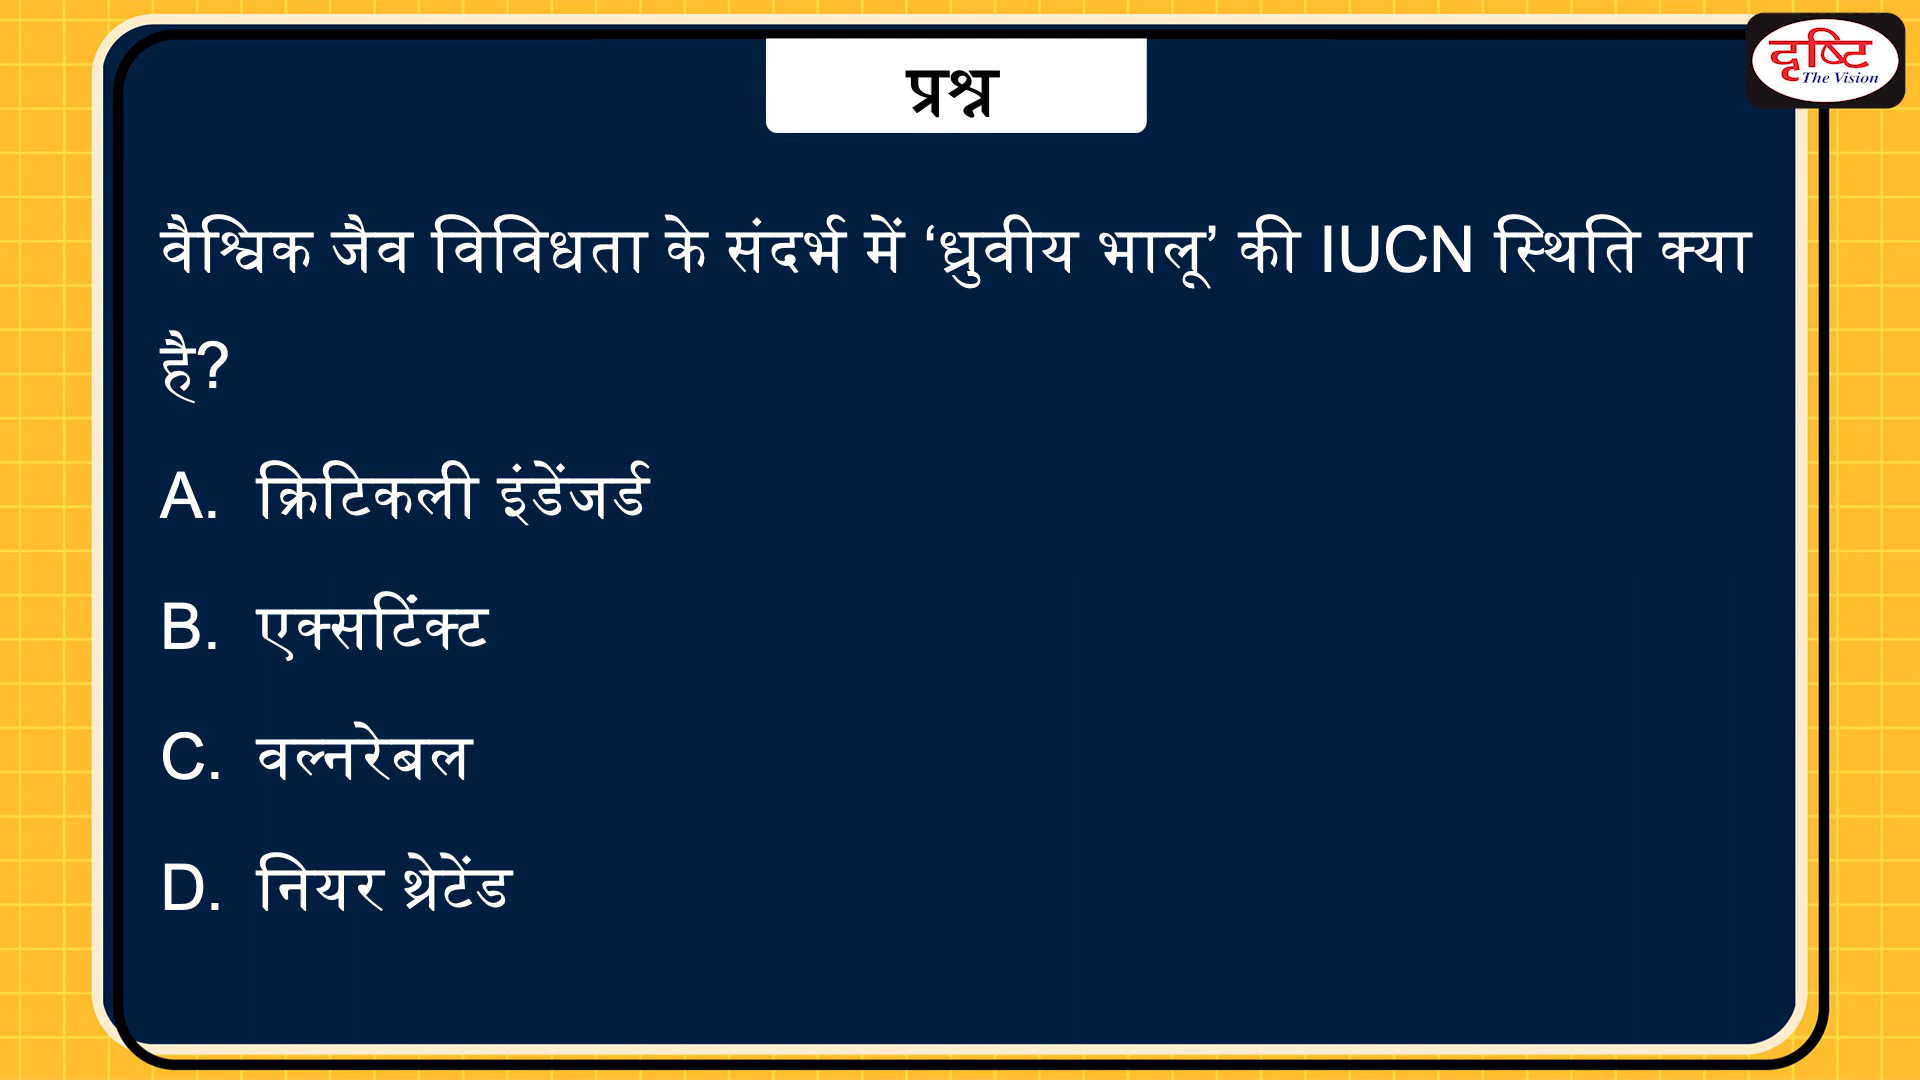 प्रश्न
दृष्टि
The Vision
वैश्विक जैव विविधता के संदर्भ में ‘ध्रुवीय भालू’ की IUCN स्थिति क्या
है?
A. क्रिटिकली इंडेंजर्ड
B. एक्सटिंक्ट
C. वल्नरेबल
D. नियर थ्रेटेंड